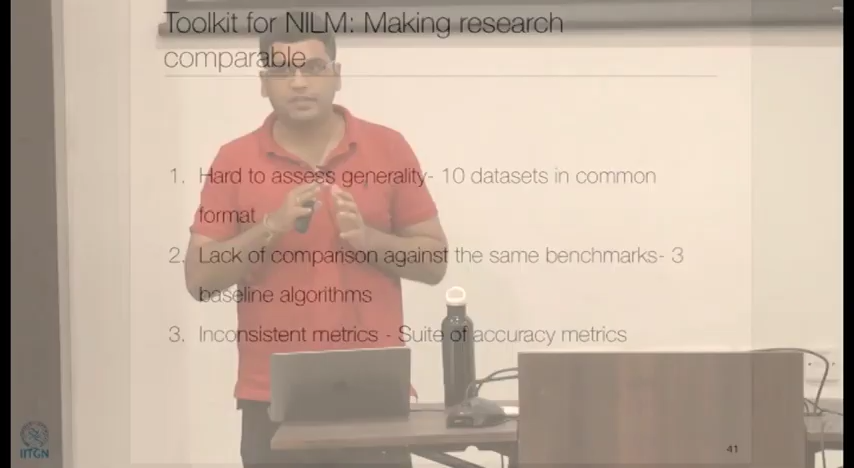 Toolkit for NILM: Making research
comparable
1. Hard to assess generality- 10 datasets in common
format
2. Lack of comparison against the same benchmarks- 3
baseline algorithms
3. Inconsistent metrics - Suite of accuracy metrics
IITGN
41